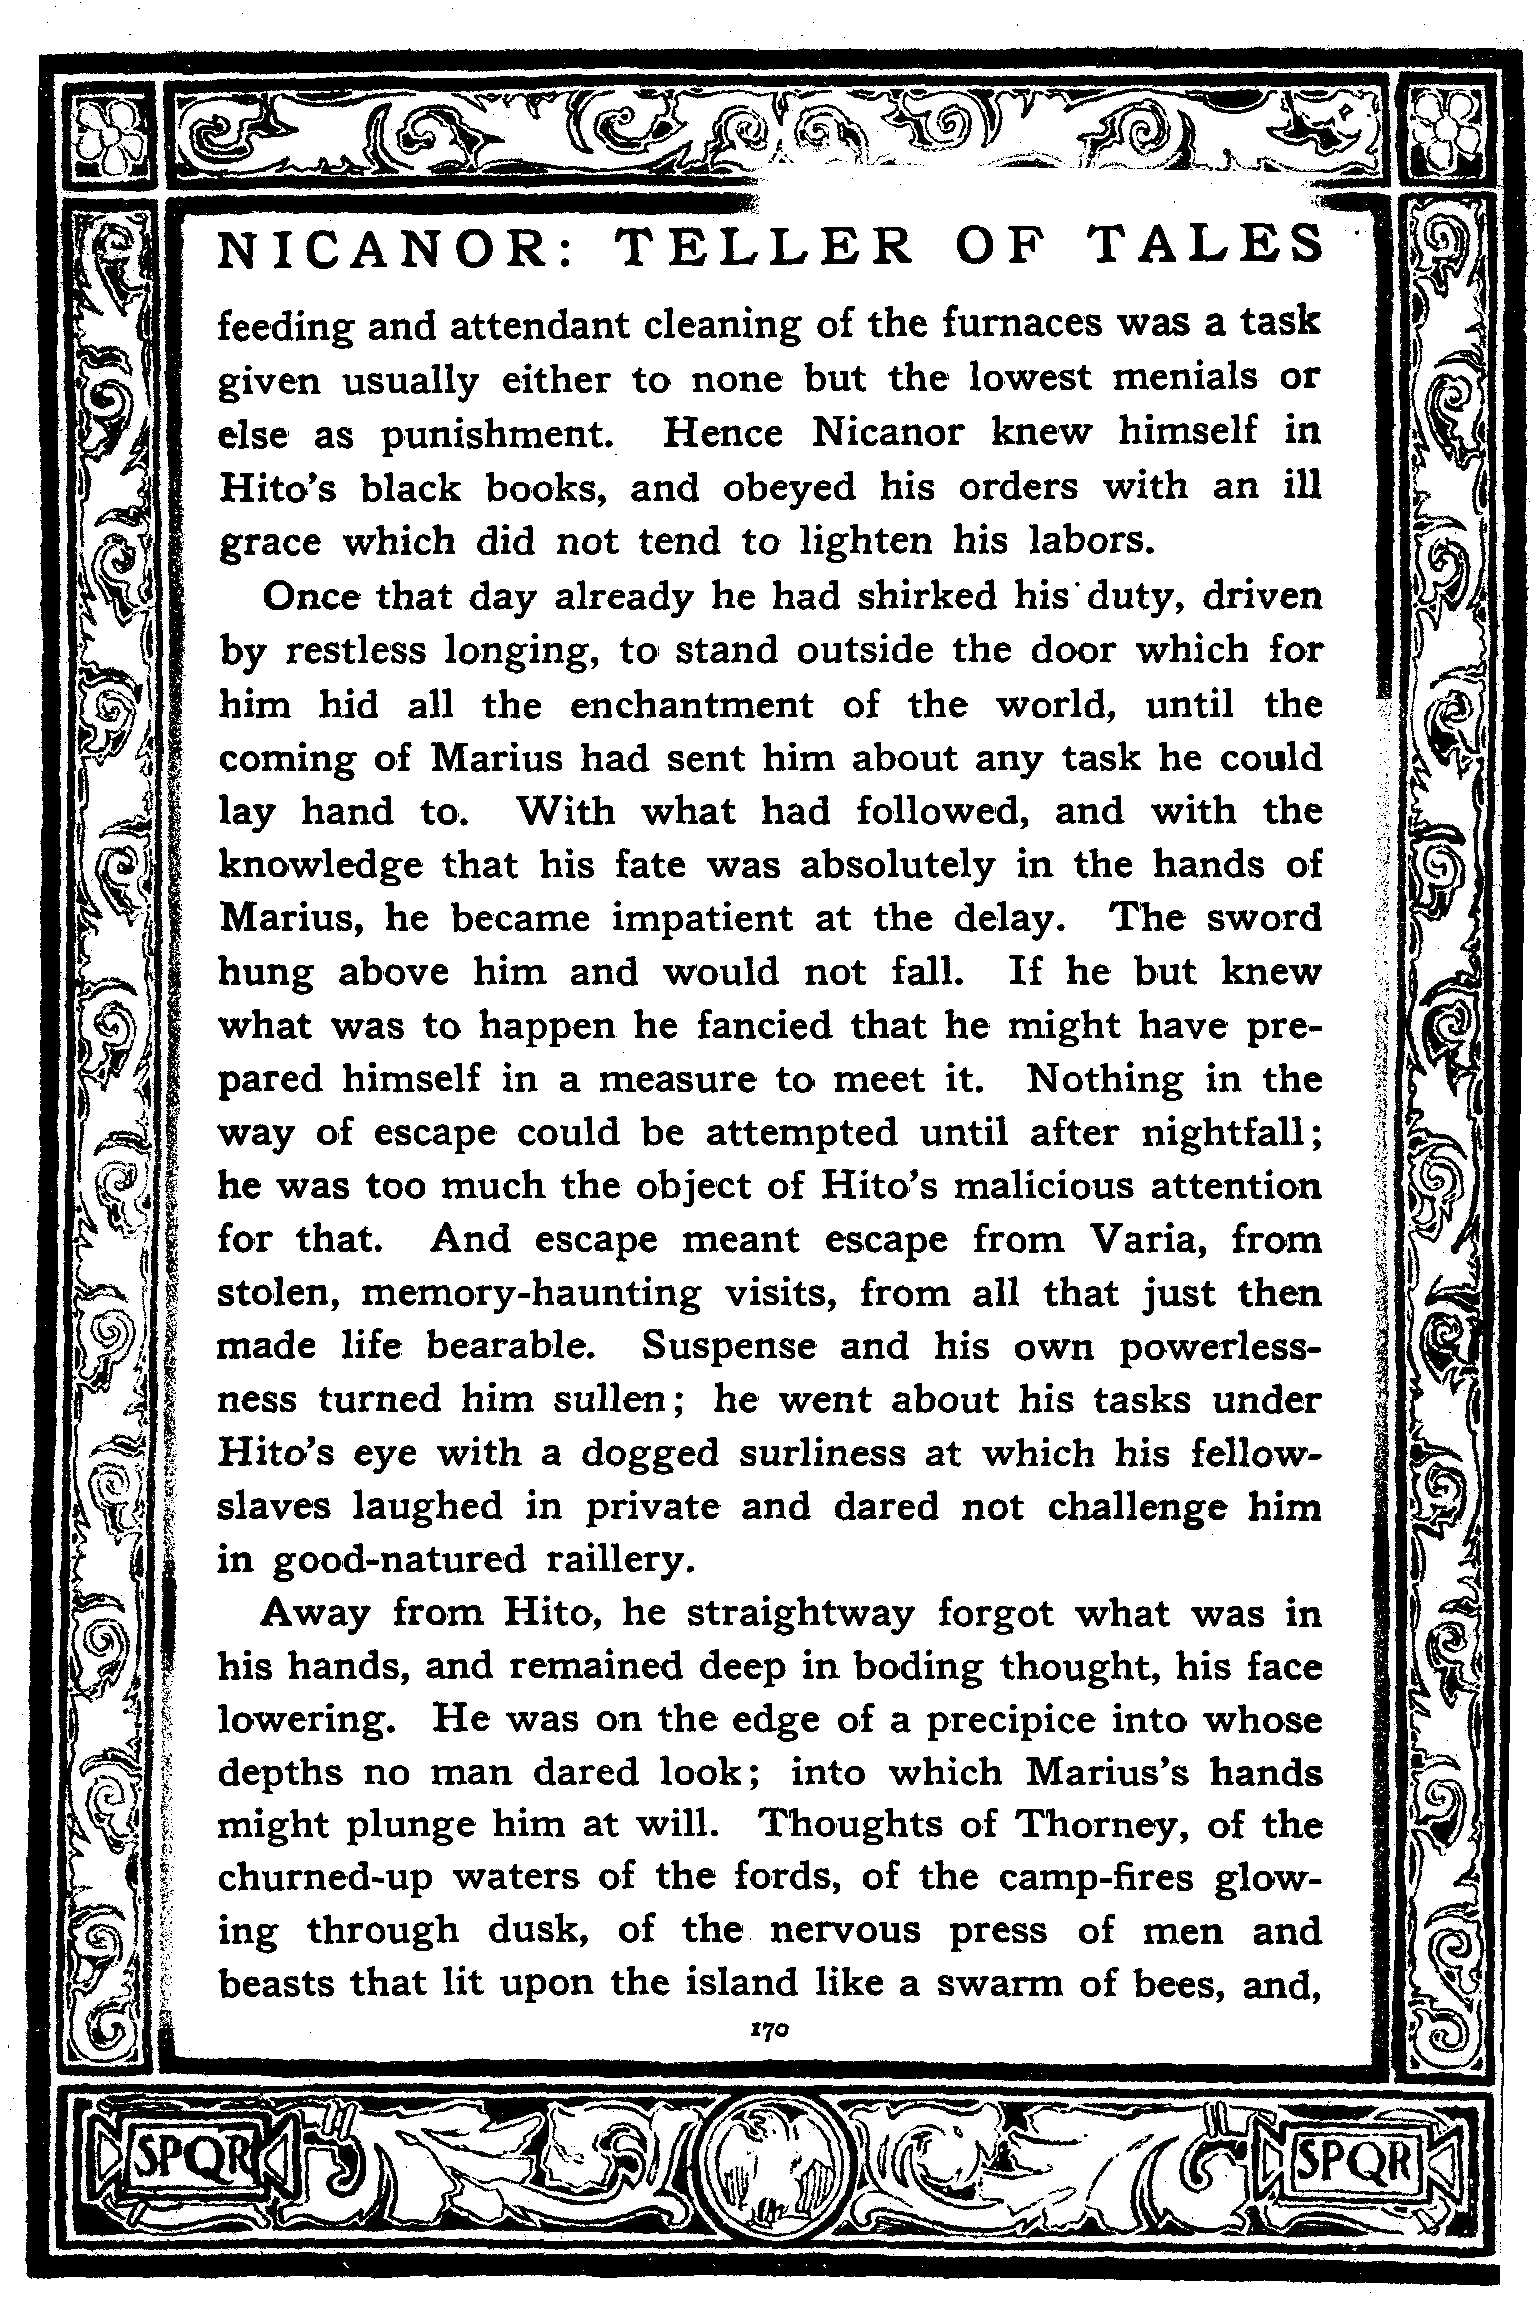 NICANOR: TELLER OF TALES
feeding and attendant cleaning of the furnaces was a task
given usually either to none but the lowest menials or
else as punishment. Hence Nicanor knew himself in
Hito's black books, and obeyed his orders with an ill
grace which did not tend to lighten his labors.
Once that day already he had shirked his duty, driven
by restless longing, to stand outside the door which for
him hid all the enchantment of the world, until the
coming of Marius had sent him about any task he could
lay hand to. With what had followed, and with the
knowledge that his fate was absolutely in the hands of
Marius, he became impatient at the delay. The sword
hung above him and would not fall. If he but knew
what was to happen he fancied that he might have pre-
pared himself in a measure to meet it. Nothing in the
way of escape could be attempted until after nightfall;
he was too much the object of Hito's malicious attention
for that. And escape meant escape from Varia, from
stolen, memory-haunting visits, from all that just then
made life bearable. Suspense and his own powerless-
ness turned him sullen; he went about his tasks under
Hito's eye with a dogged surliness at which his fellow-
slaves laughed in private and dared not challenge him
in good-natured raillery.
Away from Hito, he straightway forgot what was in
his hands, and remained deep in boding thought, his face
lowering. He was on the edge of a precipice into whose
depths no man dared look; into which Marius's hands
might plunge him at will. Thoughts of Thorney, of the
churned-up waters of the fords, of the camp-fires glow-
ing through dusk, of the nervous press of men and
beasts that lit upon the island like a swarm of bees, and,
170
SPQR
SPQR